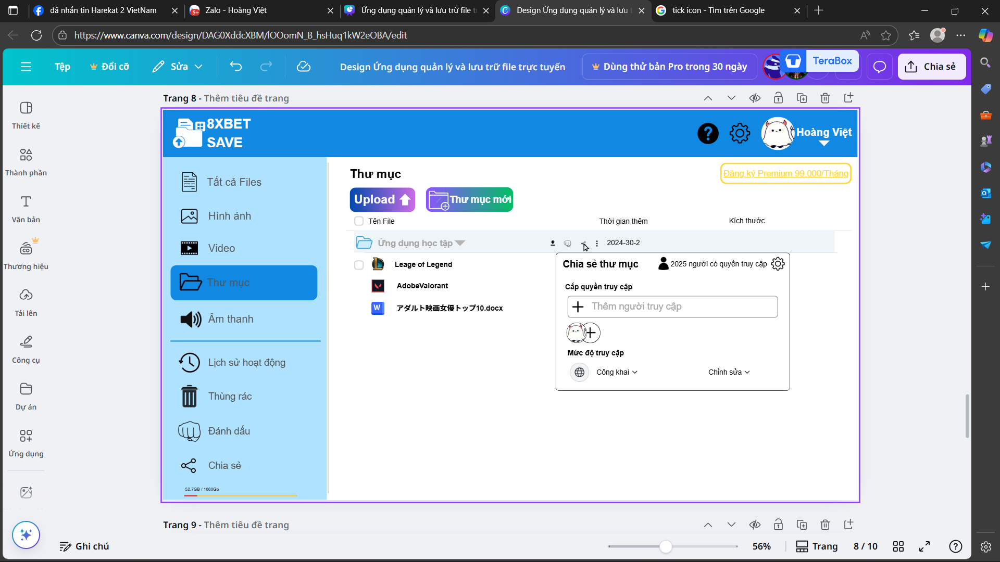 đã nhắn tin Harekat 2 VietNam
Zalo - Hoàng Việt
Ứng dụng quản lý và lưu trữ file t
Design Ứng dụng quản lý và lưu t
tick icon - Tìm trên Google
https://www.canva.com/design/DAG0XddcXBM/lOOomN_B_hsHuq1kW2eOBA/edit
Tệp
Đổi cỡ
Sửa
Design Ứng dụng quản lý và lưu trữ file trực tuyến
Dùng thử bản Pro trong 30 ngày
TeraBox
Chia sẻ
Thiết kế
Thành phần
Văn bản
Thương hiệu
Tải lên
Công cụ
Dự án
Ứng dụng
Trang 8 - Thêm tiêu đề trang
8XBET
SAVE
Hoàng Việt
Tất cả Files
Hình ảnh
Video
Thư mục
Âm thanh
Lịch sử hoạt động
Thùng rác
Đánh dấu
Chia sẻ
52.7GB / 1060Gb
Thư mục
Đăng ký Premium 99.000/Tháng
Upload
Thư mục mới
Tên File
Thời gian thêm
Kích thước
Ứng dụng học tập
2024-30-2
Leage of Legend
AdobeValorant
アダルト映画女優トップ10.docx
Chia sẻ thư mục
2025 người có quyền truy cập
Cấp quyền truy cập
Thêm người truy cập
Mức độ truy cập
Công khai
Chỉnh sửa
Trang 9 - Thêm tiêu đề trang
Ghi chú
56%
Trang
8 / 10